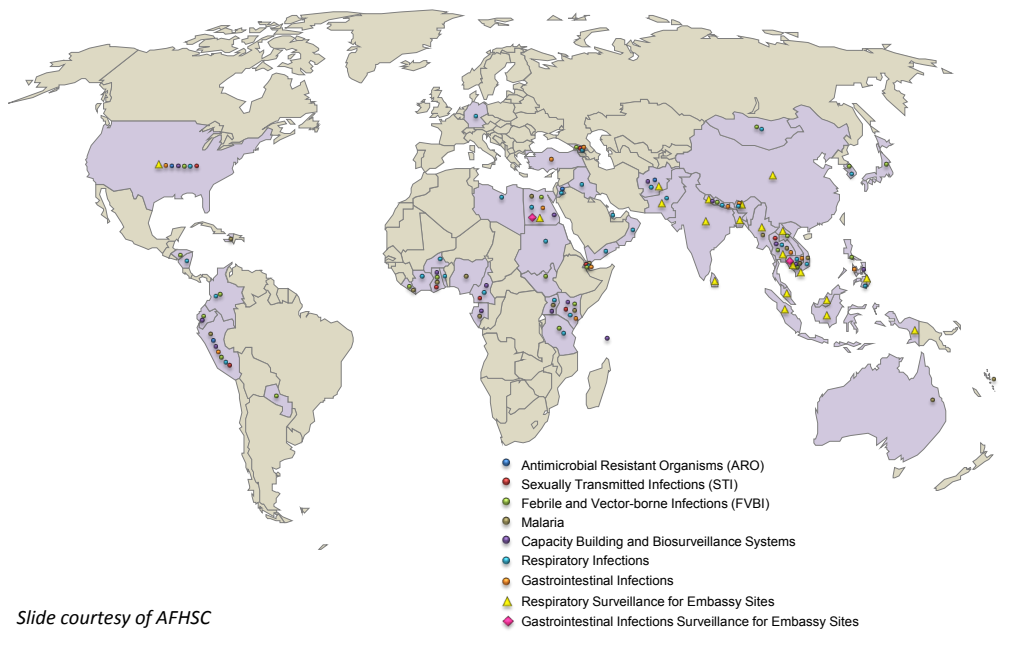 Antimicrobial Resistant Organisms (ARO)
Sexually Transmitted Infections (STI)
Febrile and Vector-borne Infections (FVBI)
Malaria
Capacity Building and Biosurveillance Systems
Respiratory Infections
Gastrointestinal Infections
Respiratory Surveillance for Embassy Sites
Gastrointestinal Infections Surveillance for Embassy Sites
Slide courtesy of AFHSC